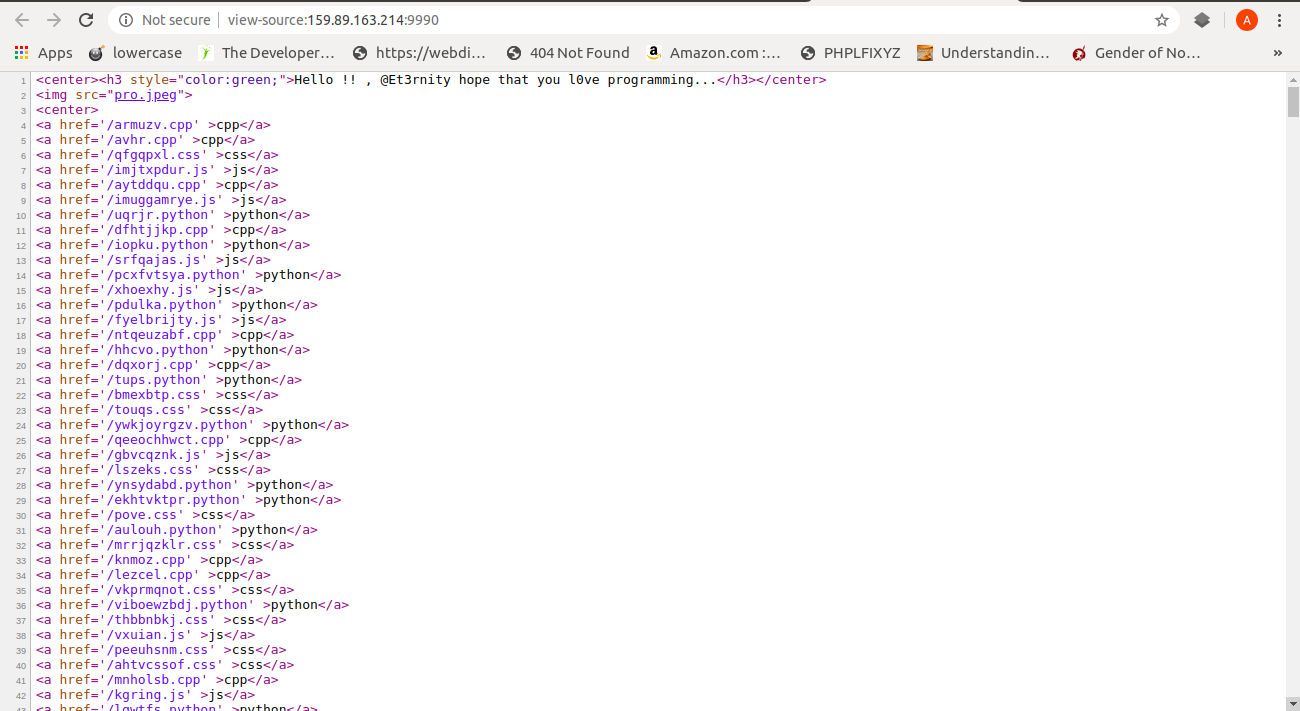 Not secure | view-source:159.89.163.214:9990
A
Apps lowercase The Developer... https://webdi... 404 Not Found Amazon.com :... PHPLFIXYZ Understandin... Gender of No... »
1 <center><h3 style="color:green;">Hello !! , @Et3rnity hope that you l0ve programming...</h3></center>
2 <img src="pro.jpeg">
3 <center>
4 <a href='/armuzv.cpp' >cpp</a>
5 <a href='/avhr.cpp' >cpp</a>
6 <a href='/qfgqpxl.css' >css</a>
7 <a href='/imjtxpdur.js' >js</a>
8 <a href='/aytddqu.cpp' >cpp</a>
9 <a href='/imuggamrye.js' >js</a>
10 <a href='/uqrjr.python' >python</a>
11 <a href='/dfhtjjkp.cpp' >cpp</a>
12 <a href='/iopku.python' >python</a>
13 <a href='/srfqajas.js' >js</a>
14 <a href='/pcxfvtsya.python' >python</a>
15 <a href='/xhoexhy.js' >js</a>
16 <a href='/pdulka.python' >python</a>
17 <a href='/fyelbrijty.js' >js</a>
18 <a href='/ntqeuzabf.cpp' >cpp</a>
19 <a href='/hhcvo.python' >python</a>
20 <a href='/dqxorj.cpp' >cpp</a>
21 <a href='/tups.python' >python</a>
22 <a href='/bmexbtp.css' >css</a>
23 <a href='/touqs.css' >css</a>
24 <a href='/ywkjoyrgzv.python' >python</a>
25 <a href='/qeeochhwct.cpp' >cpp</a>
26 <a href='/gbvcqznk.js' >js</a>
27 <a href='/lszeks.css' >css</a>
28 <a href='/ynsydabd.python' >python</a>
29 <a href='/ekhtvktpr.python' >python</a>
30 <a href='/pove.css' >css</a>
31 <a href='/aulouh.python' >python</a>
32 <a href='/mrrjqzklr.css' >css</a>
33 <a href='/knmoz.cpp' >cpp</a>
34 <a href='/lezcel.cpp' >cpp</a>
35 <a href='/vkprmqnot.css' >css</a>
36 <a href='/viboewzbdj.python' >python</a>
37 <a href='/thbbnbkj.css' >css</a>
38 <a href='/vxuian.js' >js</a>
39 <a href='/peeuhsnm.css' >css</a>
40 <a href='/ahtvcssof.css' >css</a>
41 <a href='/mnholsb.cpp' >cpp</a>
42 <a href='/kgring.js' >js</a>
43 <a href='/lqwtfs.python' >python</a>